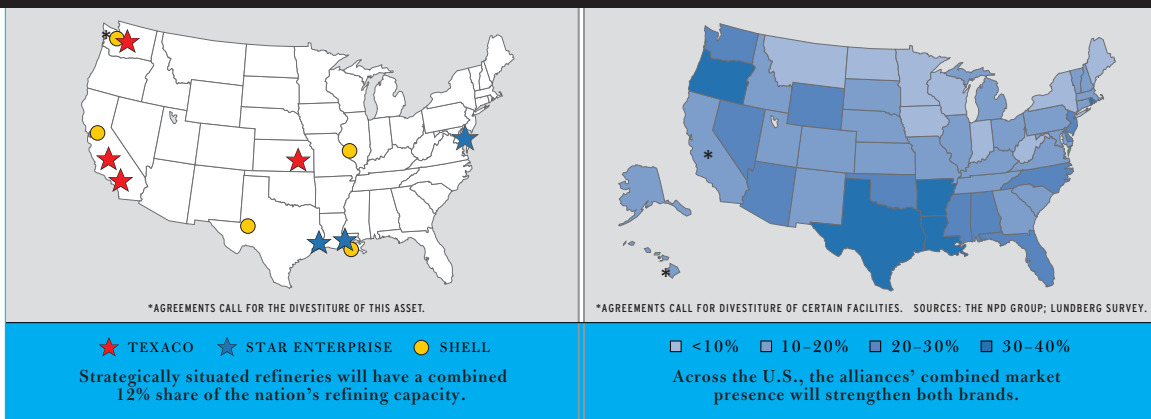 *
*AGREEMENTS CALL FOR THE DIVESTITURE OF THIS ASSET.
TEXACO STAR ENTERPRISE SHELL
Strategically situated refineries will have a combined
12% share of the nation's refining capacity.
*
*
*AGREEMENTS CALL FOR DIVESTITURE OF CERTAIN FACILITIES. SOURCES: THE NPD GROUP; LUNDBERG SURVEY.
<10% 10–20% 20–30% 30–40%
Across the U.S., the alliances' combined market
presence will strengthen both brands.